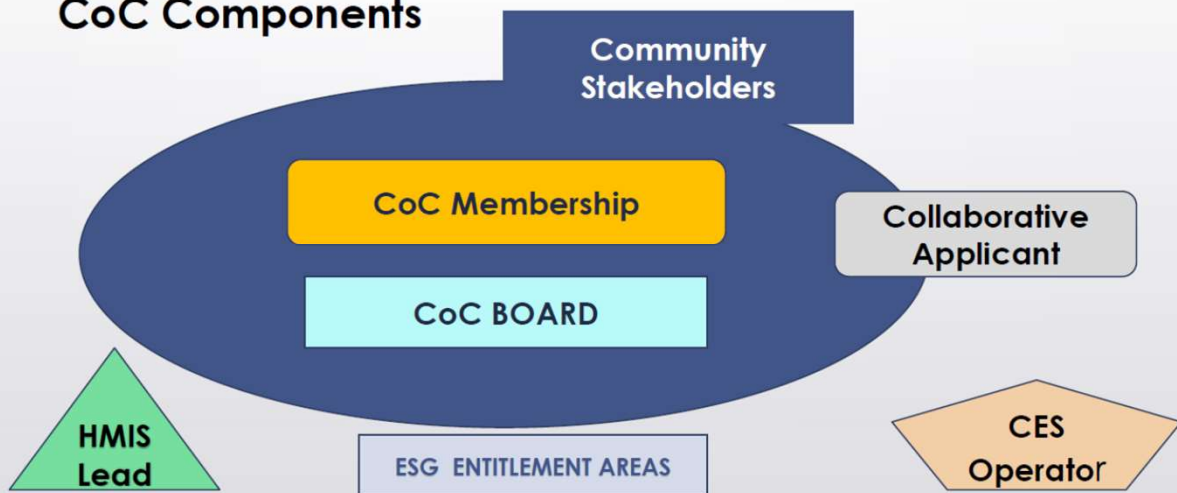 CoC Components
Community
Stakeholders
CoC Membership
Collaborative
Applicant
CoC BOARD
HMIS
Lead
ESG ENTITLEMENT AREAS
CES
Operator